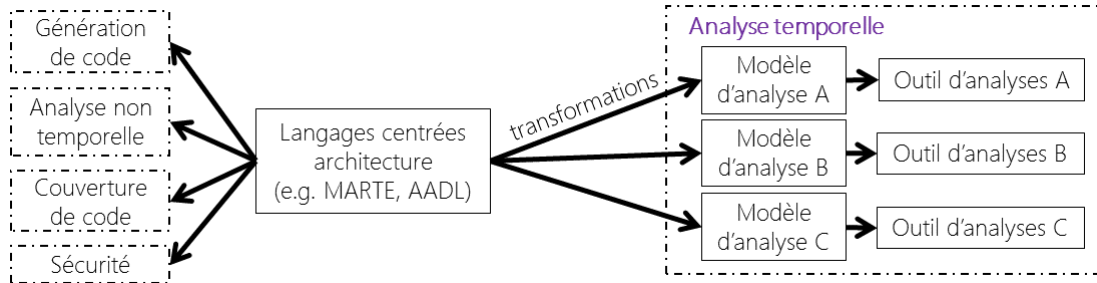 Génération
de code
Analyse non
temporelle
Couverture
de code
Sécurité
Langages centrées
architecture
(e.g. MARTE, AADL)
transformations
Analyse temporelle
Modèle
d'analyse A
Outil d'analyses A
Modèle
d'analyse B
Outil d'analyses B
Modèle
d'analyse C
Outil d'analyses C